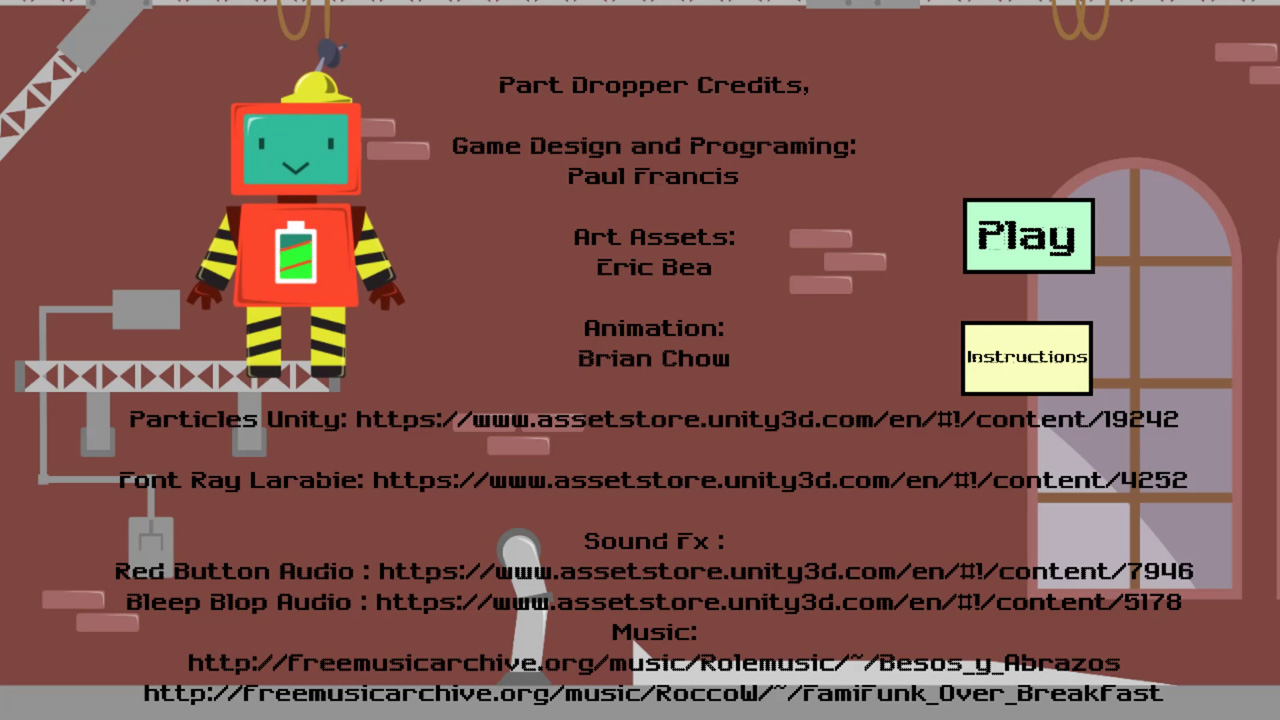 Part Dropper Credits,
Game Design and Programing:
Paul Francis
Art Assets:
Eric Bea
Animation:
Brian Chow
Play
Instructions
Particles Unity: https://www.assetstore.unity3d.com/en/#!/content/19242
Font Ray Larabie: https://www.assetstore.unity3d.com/en/#!/content/4252
Sound Fx :
Red Button Audio : https://www.assetstore.unity3d.com/en/#!/content/7946
Bleep Blop Audio : https://www.assetstore.unity3d.com/en/#!/content/5178
Music:
http://freemusicarchive.org/music/Rolemusic/~/Besos_y_Abrazos
http://freemusicarchive.org/music/RoccoW/~/FamiFunk_Over_Breakfast